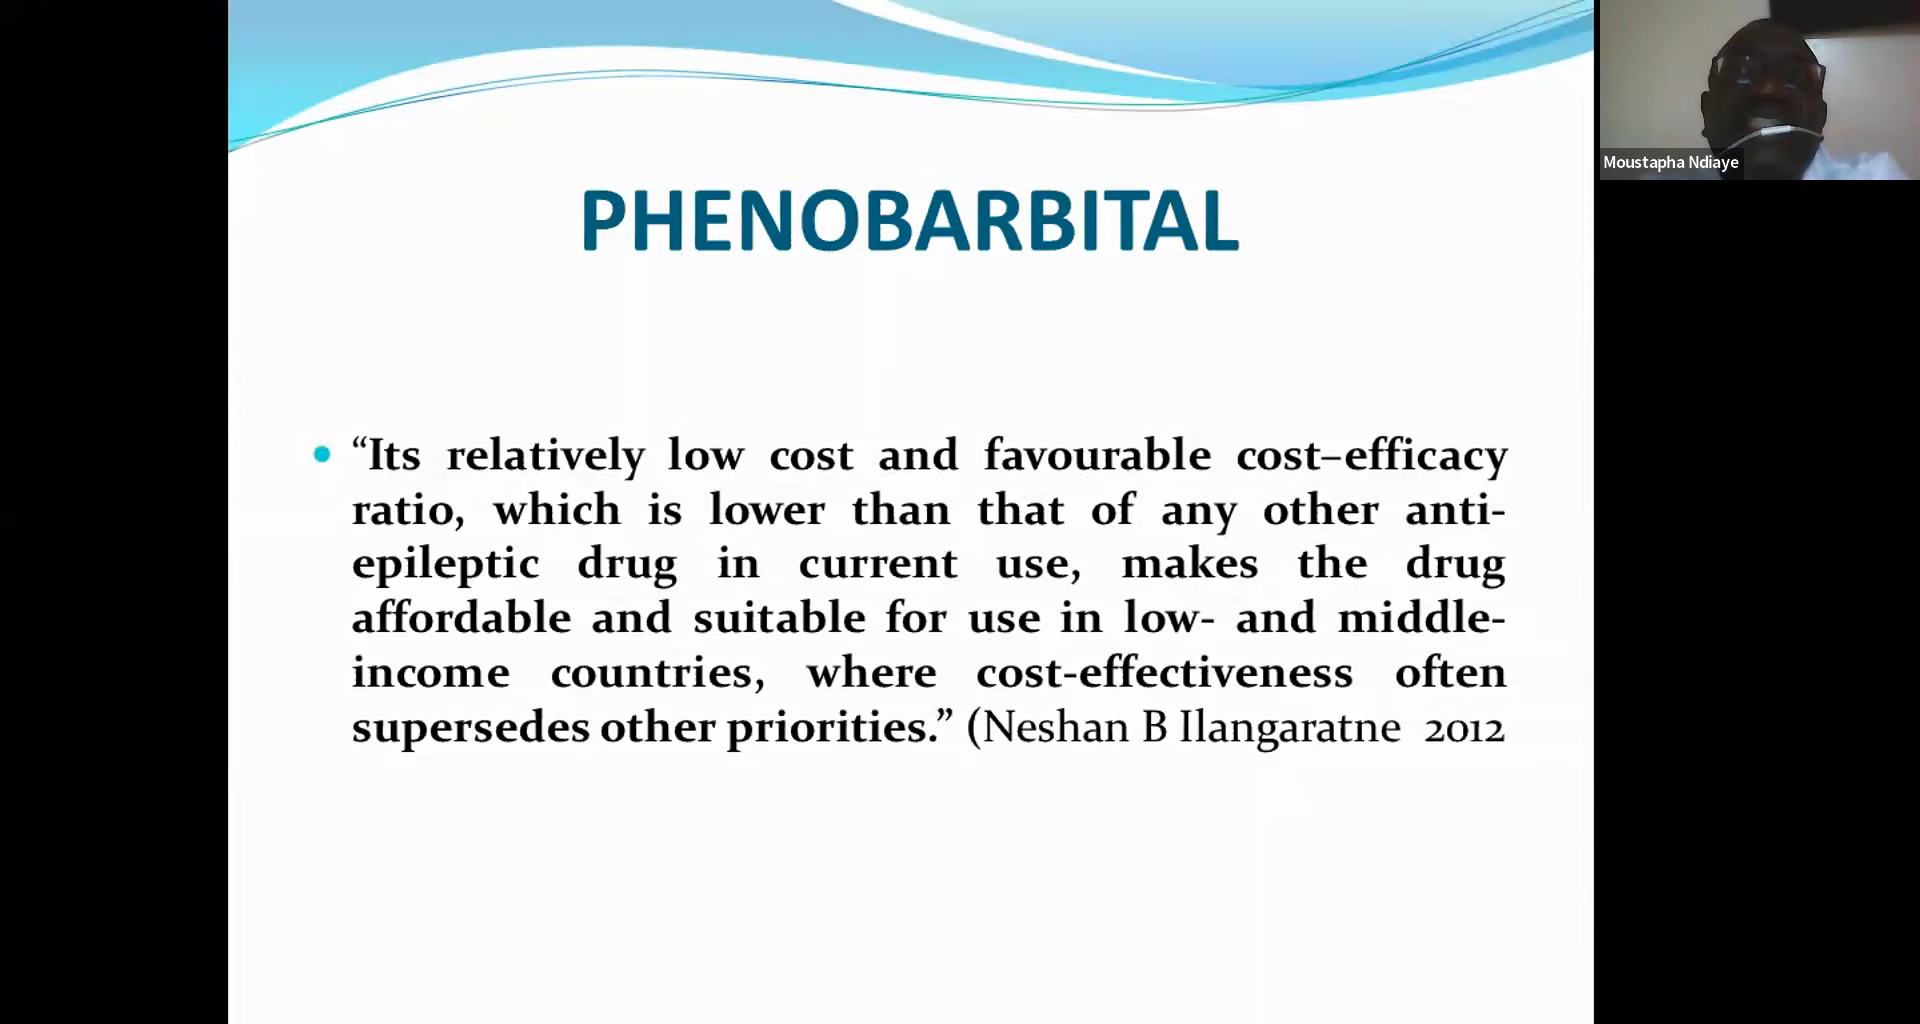 PHENOBARBITAL
• “Its relatively low cost and favourable cost–efficacy
ratio, which is lower than that of any other anti-
epileptic drug in current use, makes the drug
affordable and suitable for use in low- and middle-
income countries, where cost-effectiveness often
supersedes other priorities.” (Neshan B Ilangaratne 2012
Moustapha Ndiaye